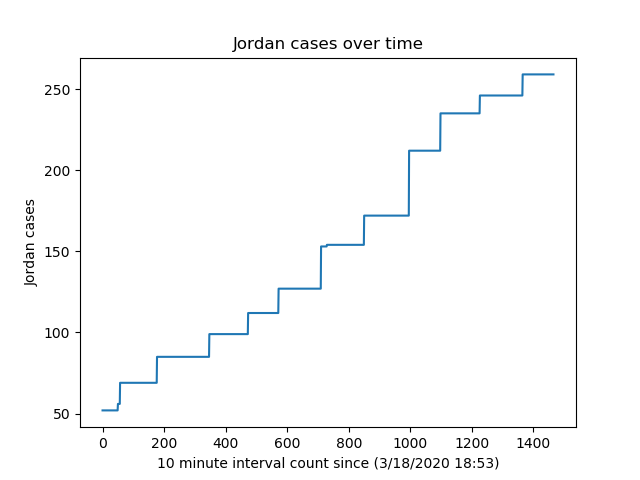 Jordan cases over time
250
200
150
100
50
Jordan cases
0 200 400 600 800 1000 1200 1400
10 minute interval count since (3/18/2020 18:53)